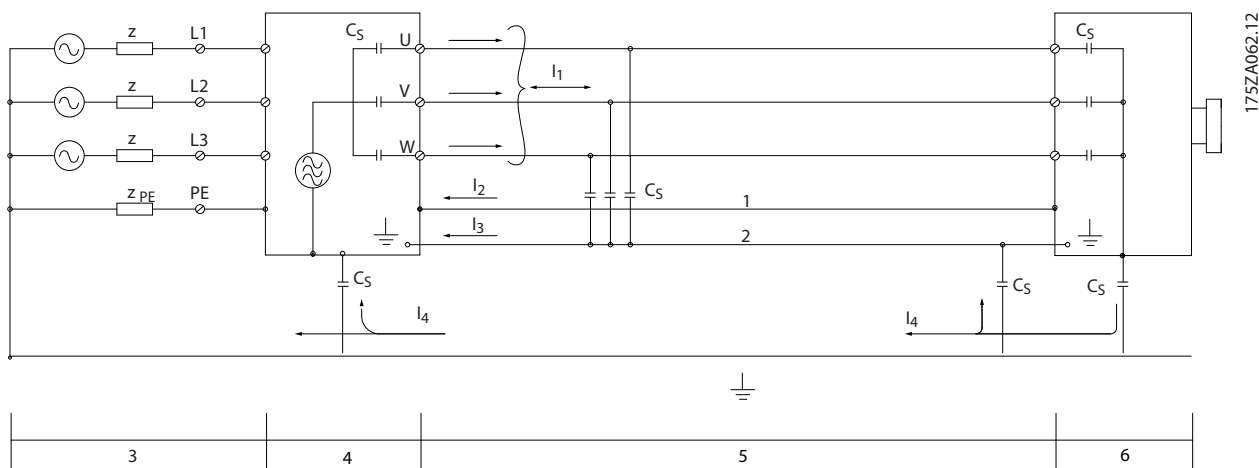 z L1
z L2
z L3
z PE PE
CS U
V
W
I1
I2
I3
CS
1
2
CS
I4
CS
CS
I4
CS
3 4 5 6
175ZA062.12